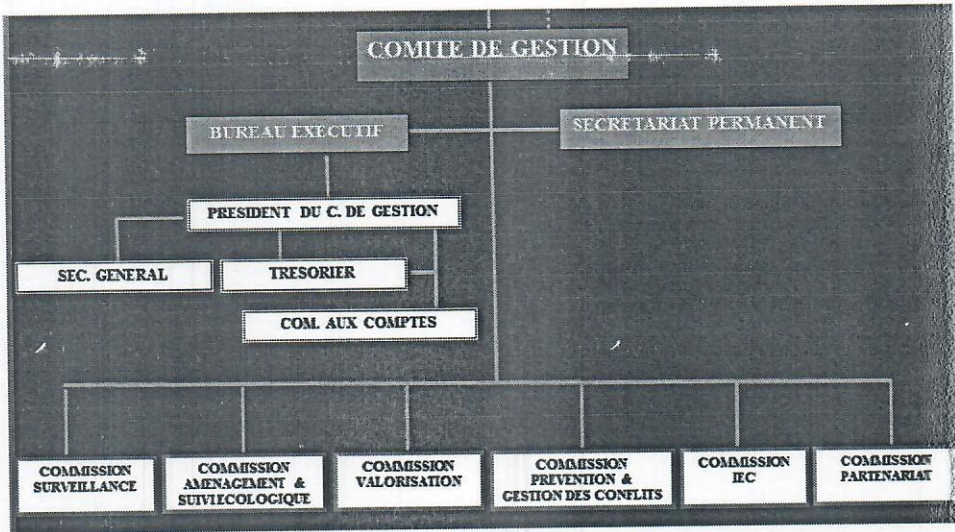 COMITE DE GESTION
BUREAU EXECUTIF
SECRETARIAT PERMANENT
PRESIDENT DU C. DE GESTION
SEC. GENERAL
TRESORIER
COM. AUX COMPTES
COMMISSION
SURVEILLANCE
COMMISSION
AMENAGEMENT &
SUIVI ECOLOGIQUE
COMMISSION
VALORISATION
COMMISSION
PREVENTION &
GESTION DES CONFLITS
COMMISSION
IEC
COMMISSION
PARTENARIAT